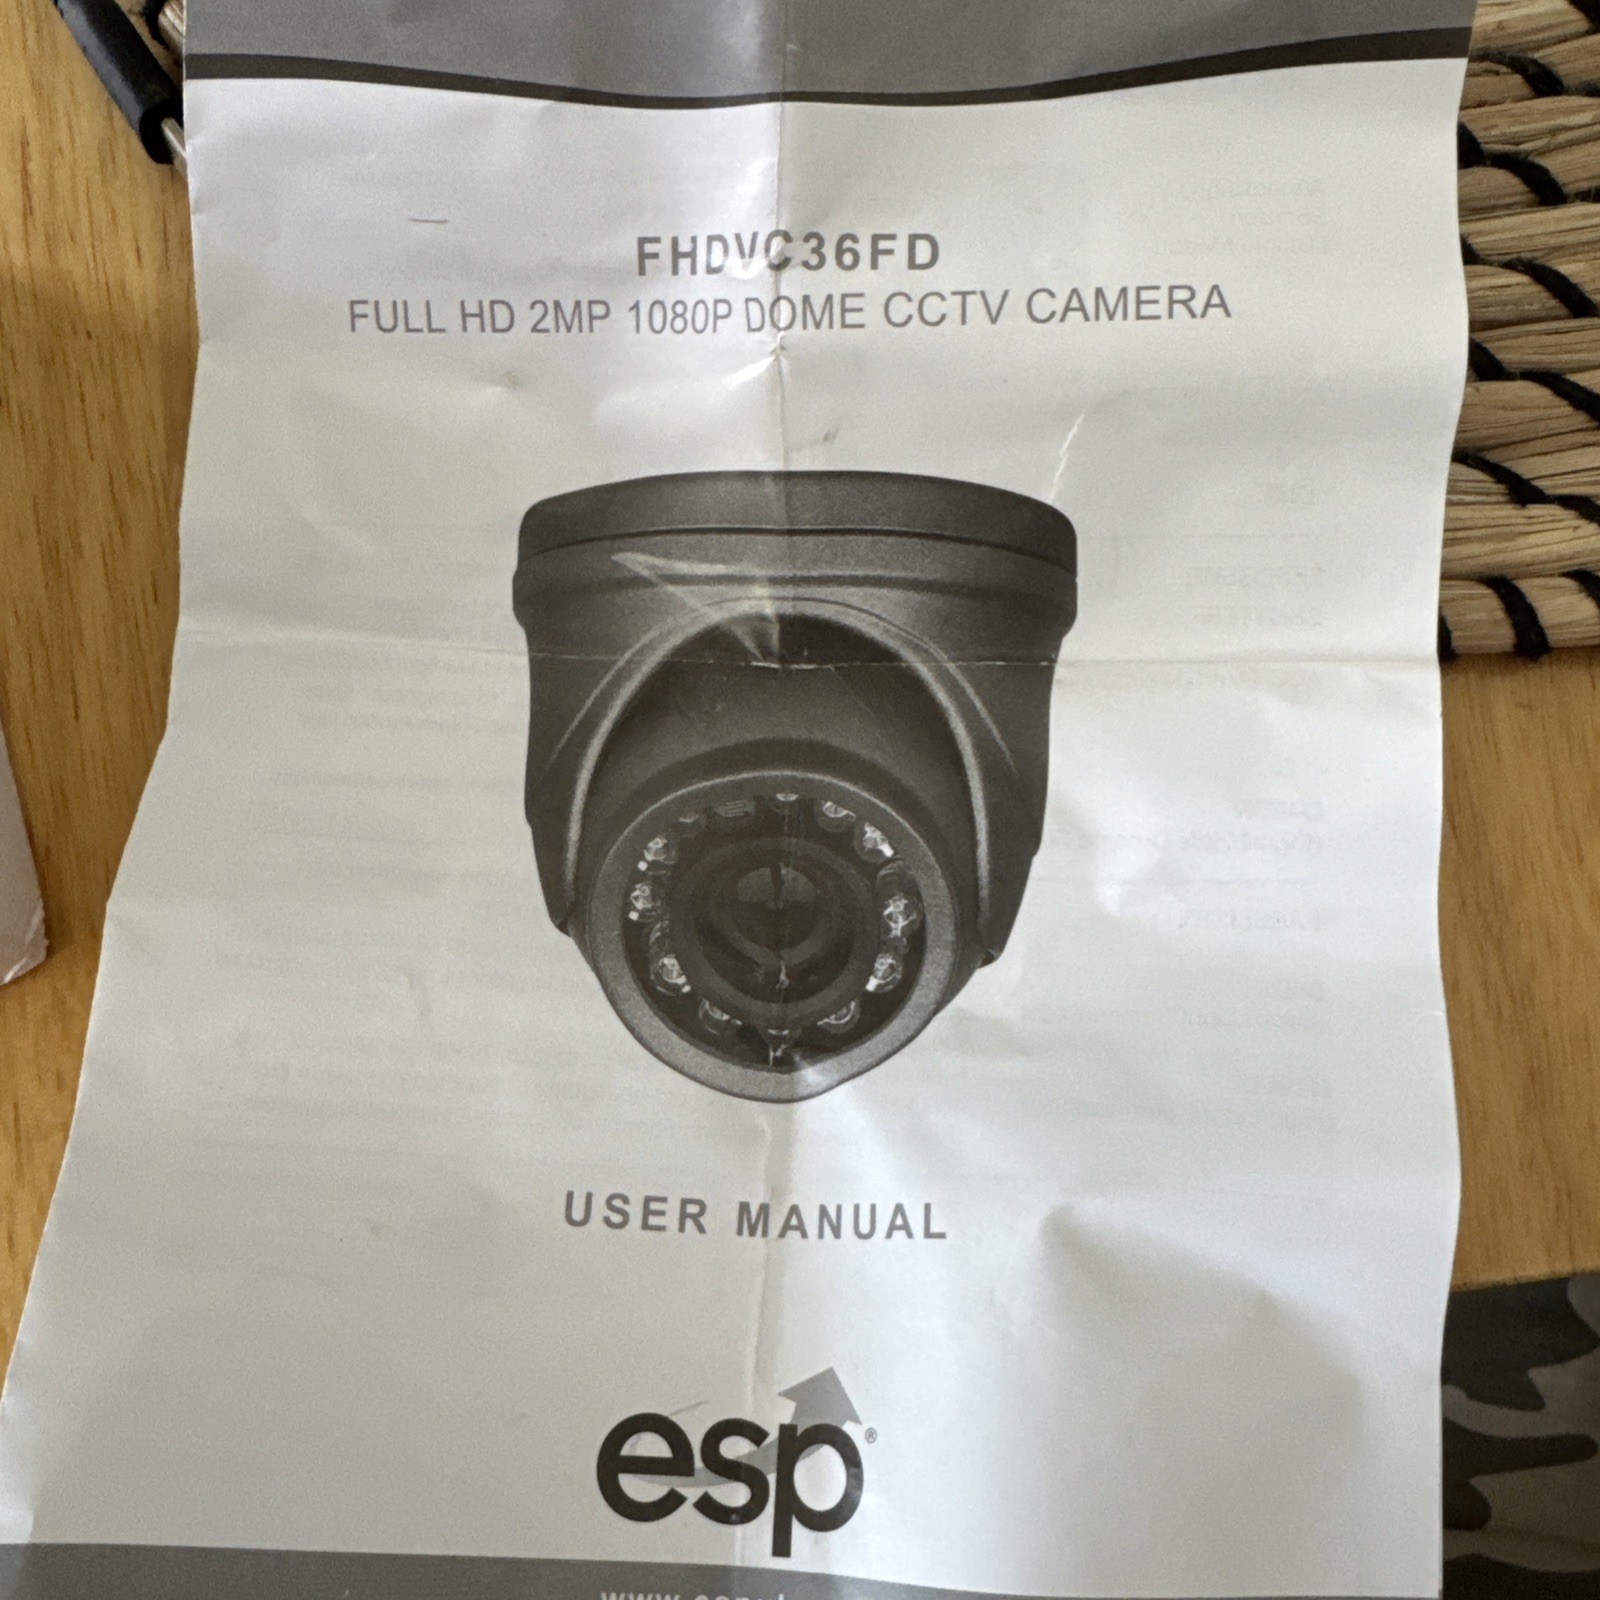 FHDVC36FD
FULL HD 2MP 1080P DOME CCTV CAMERA
USER MANUAL
esp®